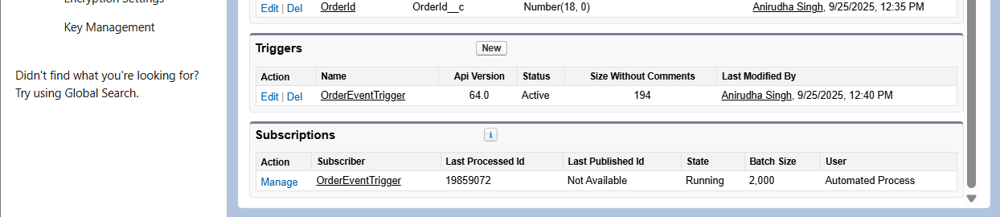 Key Management
Didn't find what you're looking for?
Try using Global Search.
Edit | Del OrderId OrderId__c Number(18, 0) Anirudha Singh, 9/25/2025, 12:35 PM
Triggers New
Action Name Api Version Status Size Without Comments Last Modified By
Edit | Del OrderEventTrigger 64.0 Active 194 Anirudha Singh, 9/25/2025, 12:40 PM
Subscriptions i
Action Subscriber Last Processed Id Last Published Id State Batch Size User
Manage OrderEventTrigger 19859072 Not Available Running 2,000 Automated Process